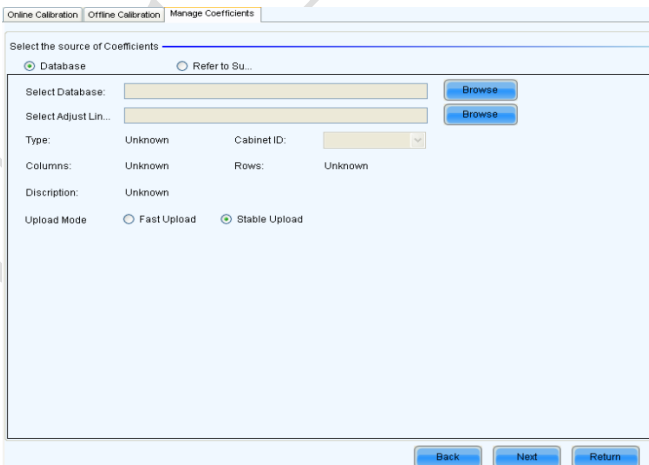 Online Calibration Offline Calibration Manage Coefficients
Select the source of Coefficients
Database Refer to Su...
Select Database: Browse
Select Adjust Lin... Browse
Type: Unknown Cabinet ID:
Columns: Unknown Rows: Unknown
Discription: Unknown
Upload Mode Fast Upload Stable Upload
Back Next Return